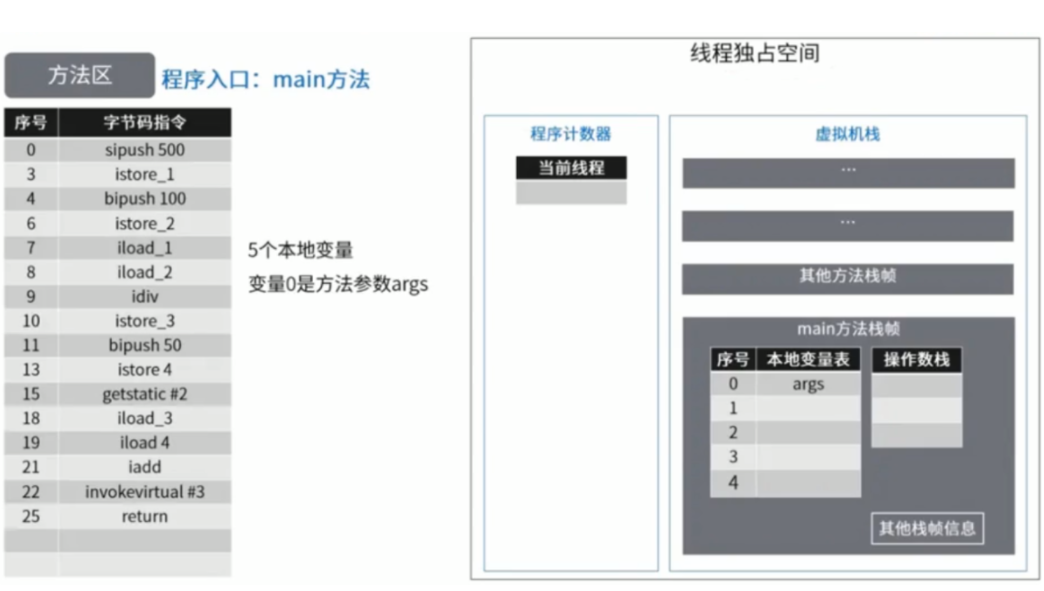 方法区
程序入口：main方法
序号 字节码指令
0 sipush 500
3 istore_1
4 bipush 100
6 istore_2
7 iload_1
8 iload_2
9 idiv
10 istore_3
11 bipush 50
13 istore 4
15 getstatic #2
18 iload_3
19 iload 4
21 iadd
22 invokevirtual #3
25 return
5个本地变量
变量0是方法参数args
线程独占空间
程序计数器
当前线程
虚拟机栈
...
...
其他方法栈帧
main方法栈帧
序号 本地变量表
0 args
1
2
3
4
操作数栈
其他栈帧信息